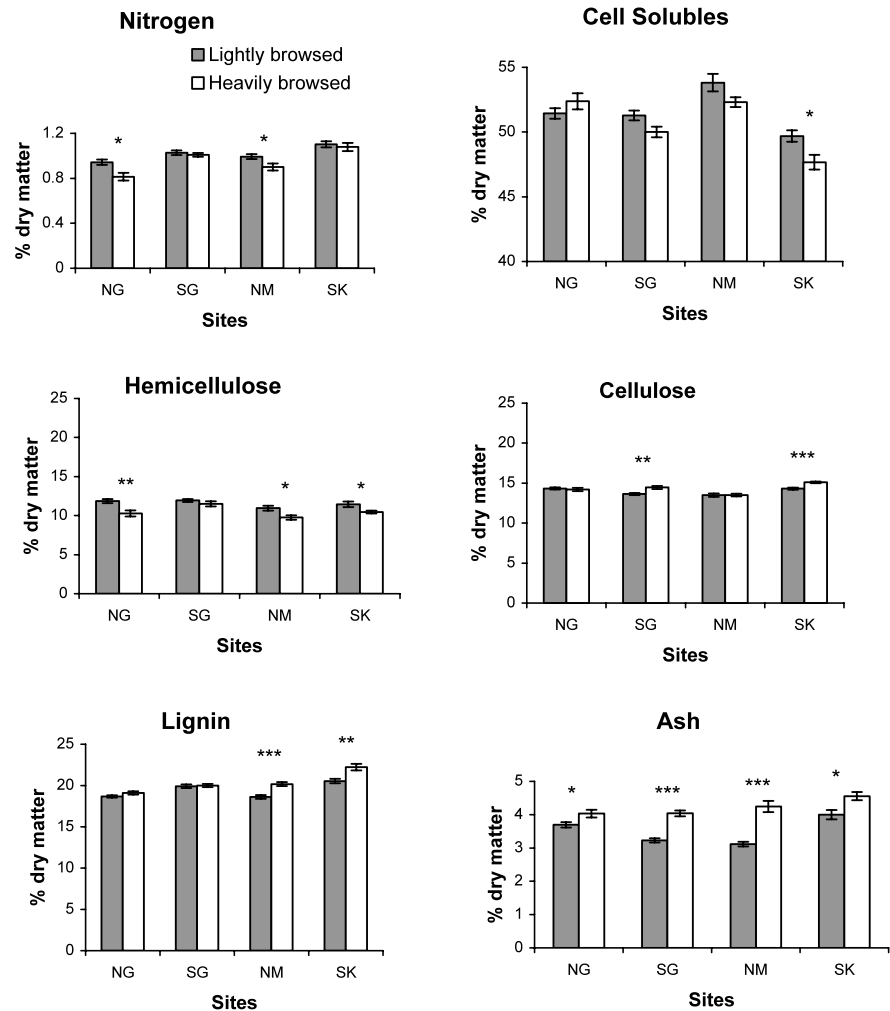 Nitrogen
Lightly browsed
Heavily browsed
% dry matter
1.2
0.8
0.4
0
*
*
NG SG NM SK
Sites
Cell Solubles
% dry matter
55
50
45
40
*
NG SG NM SK
Sites
Hemicellulose
% dry matter
25
20
15
10
5
0
** * *
NG SG NM SK
Sites
Cellulose
% dry matter
25
20
15
10
5
0
** ***
NG SG NM SK
Sites
Lignin
% dry matter
25
20
15
10
5
0
*** **
NG SG NM SK
Sites
Ash
% dry matter
5
4
3
2
1
0
* *** *** *
NG SG NM SK
Sites